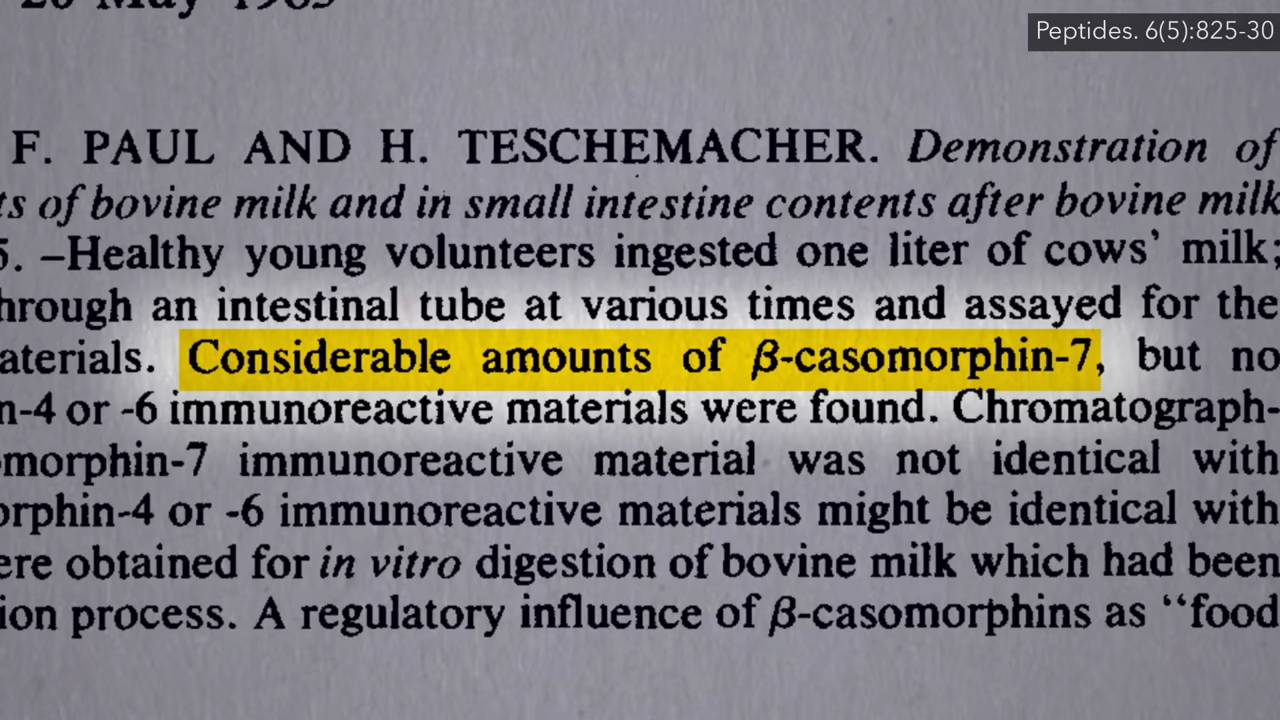 Peptides. 6(5):825-30
F. PAUL AND H. TESCHEMACHER. Demonstration of
ts of bovine milk and in small intestine contents after bovine milk
5. –Healthy young volunteers ingested one liter of cows' milk;
hrough an intestinal tube at various times and assayed for the
aterials. Considerable amounts of β-casomorphin-7, but no
n-4 or -6 immunoreactive materials were found. Chromatograph-
omorphin-7 immunoreactive material was not identical with
orphin-4 or -6 immunoreactive materials might be identical with
ere obtained for in vitro digestion of bovine milk which had been
ion process. A regulatory influence of β-casomorphins as “food